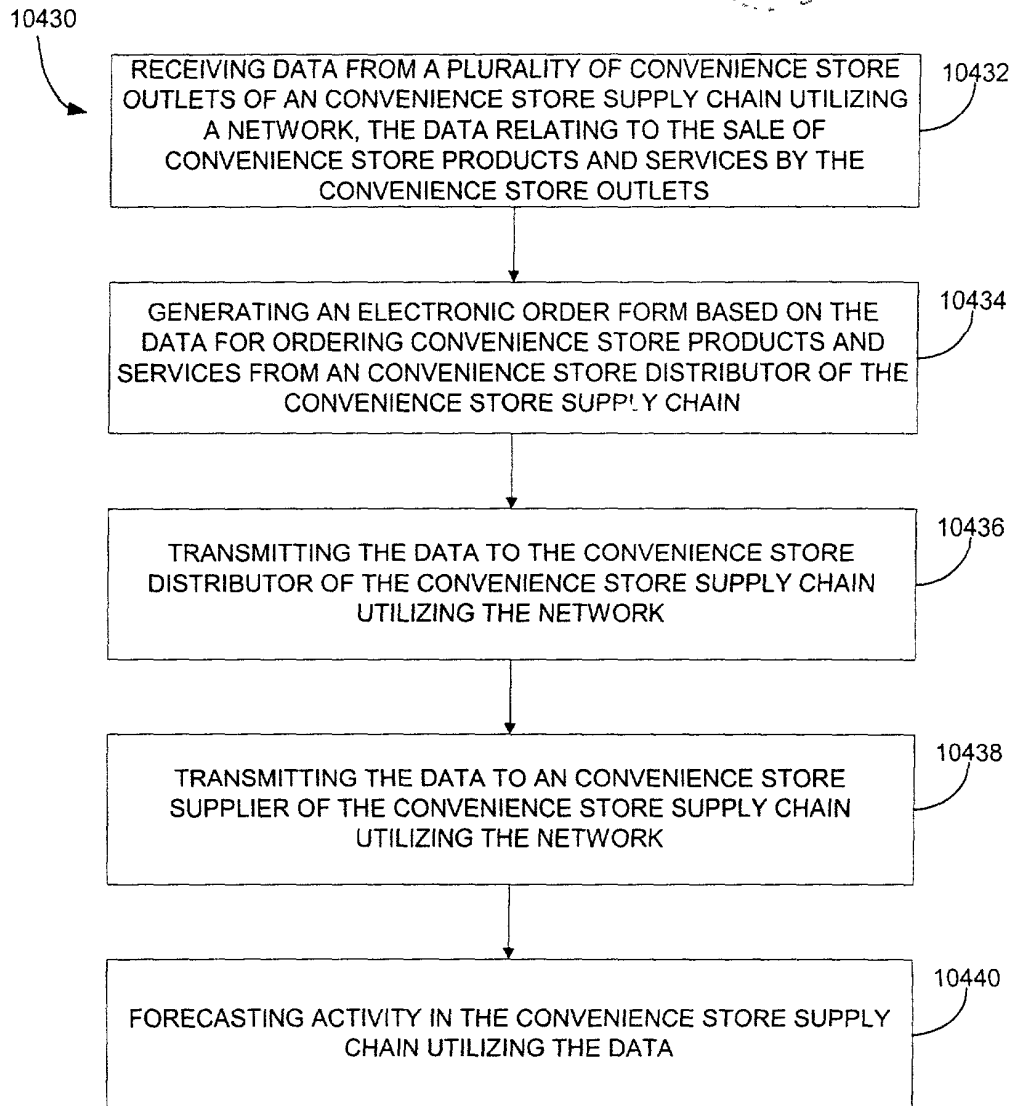 10430
RECEIVING DATA FROM A PLURALITY OF CONVENIENCE STORE
OUTLETS OF AN CONVENIENCE STORE SUPPLY CHAIN UTILIZING
A NETWORK, THE DATA RELATING TO THE SALE OF
CONVENIENCE STORE PRODUCTS AND SERVICES BY THE
CONVENIENCE STORE OUTLETS
10432
GENERATING AN ELECTRONIC ORDER FORM BASED ON THE
DATA FOR ORDERING CONVENIENCE STORE PRODUCTS AND
SERVICES FROM AN CONVENIENCE STORE DISTRIBUTOR OF THE
CONVENIENCE STORE SUPPLY CHAIN
10434
TRANSMITTING THE DATA TO THE CONVENIENCE STORE
DISTRIBUTOR OF THE CONVENIENCE STORE SUPPLY CHAIN
UTILIZING THE NETWORK
10436
TRANSMITTING THE DATA TO AN CONVENIENCE STORE
SUPPLIER OF THE CONVENIENCE STORE SUPPLY CHAIN
UTILIZING THE NETWORK
10438
FORECASTING ACTIVITY IN THE CONVENIENCE STORE SUPPLY
CHAIN UTILIZING THE DATA
10440